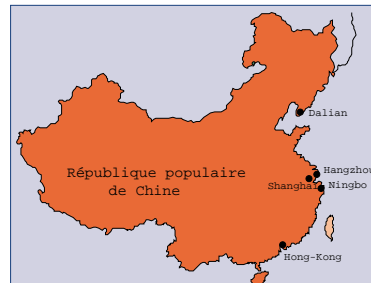 Dalian
Hangzhou
République populaire
de Chine
Shanghai
Ningbo
Hong-Kong